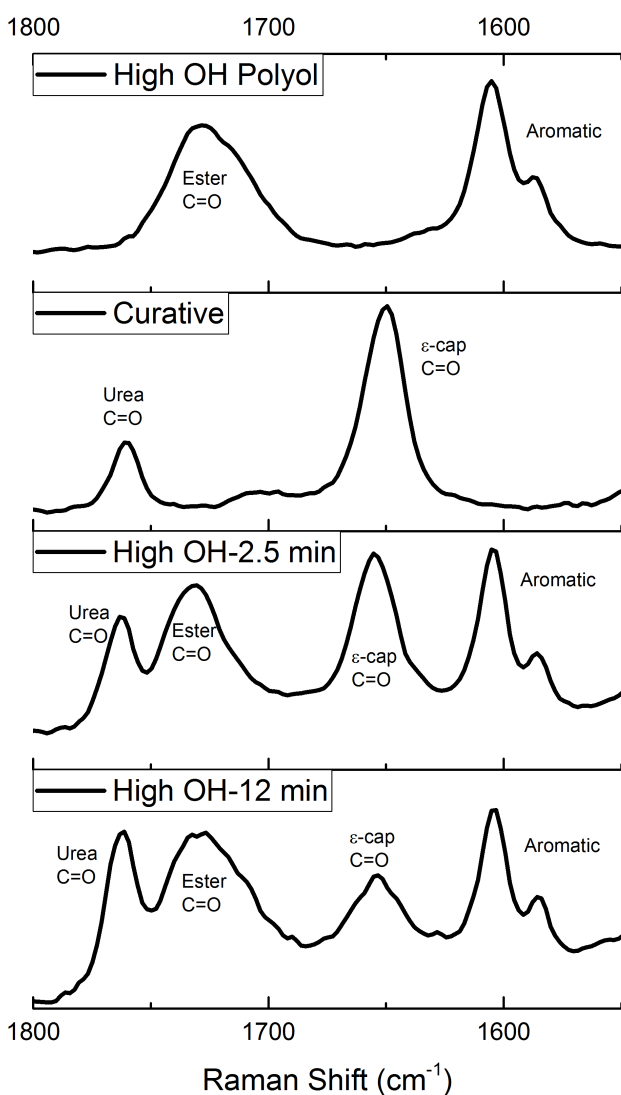 1800 1700 1600
High OH Polyol
Aromatic
Ester
C=O
Curative
ε-cap
C=O
Urea
C=O
High OH-2.5 min
Aromatic
Urea
C=O
Ester
C=O
ε-cap
C=O
High OH-12 min
ε-cap
C=O
Aromatic
Urea
C=O
Ester
C=O
1800 1700 1600
Raman Shift (cm⁻¹)